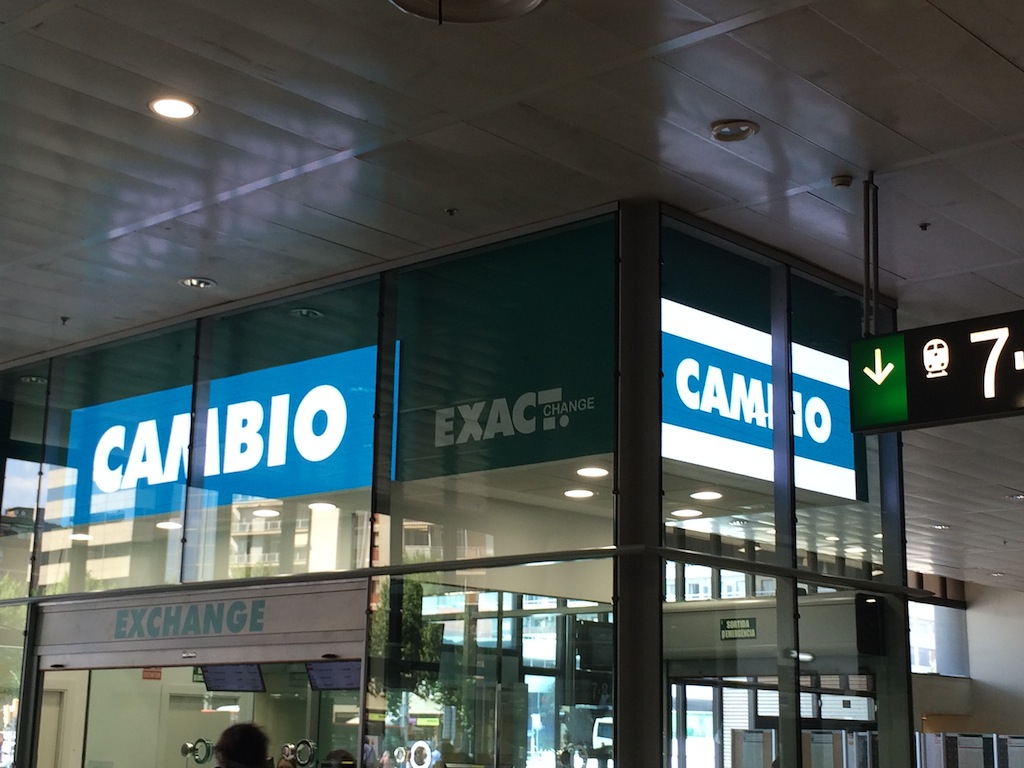 CAMBIO
EXACT
CHANGE
CAMBIO
7
EXCHANGE
SORTIDA
D'EMERGÈNCIA